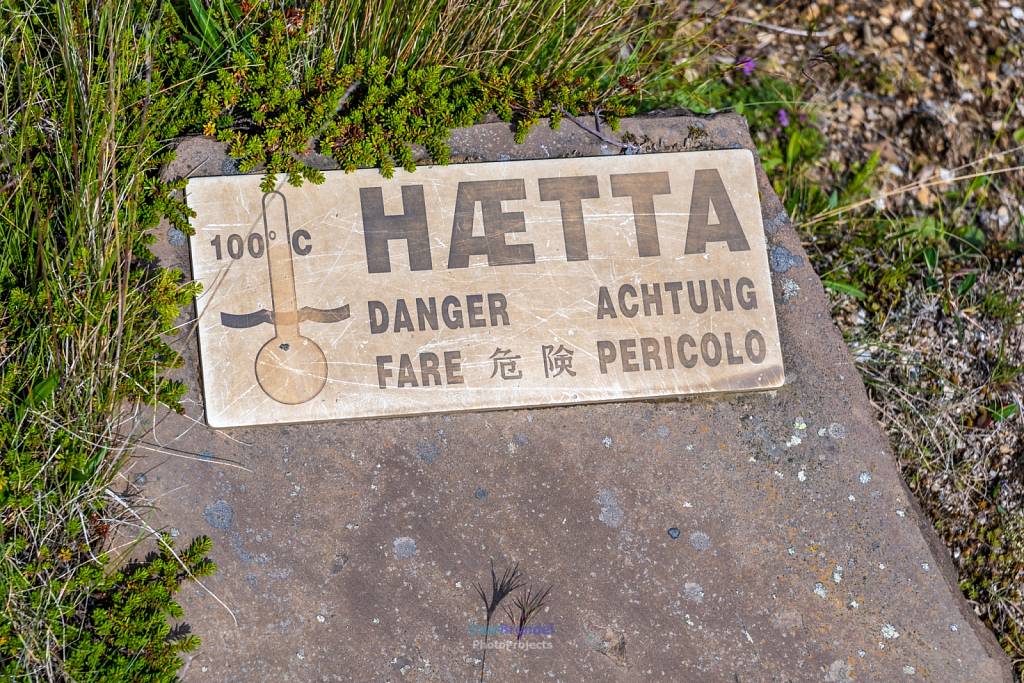 HÆTTA
100° C
DANGER ACHTUNG
FARE 危険 PERICOLO
PhotoProjects